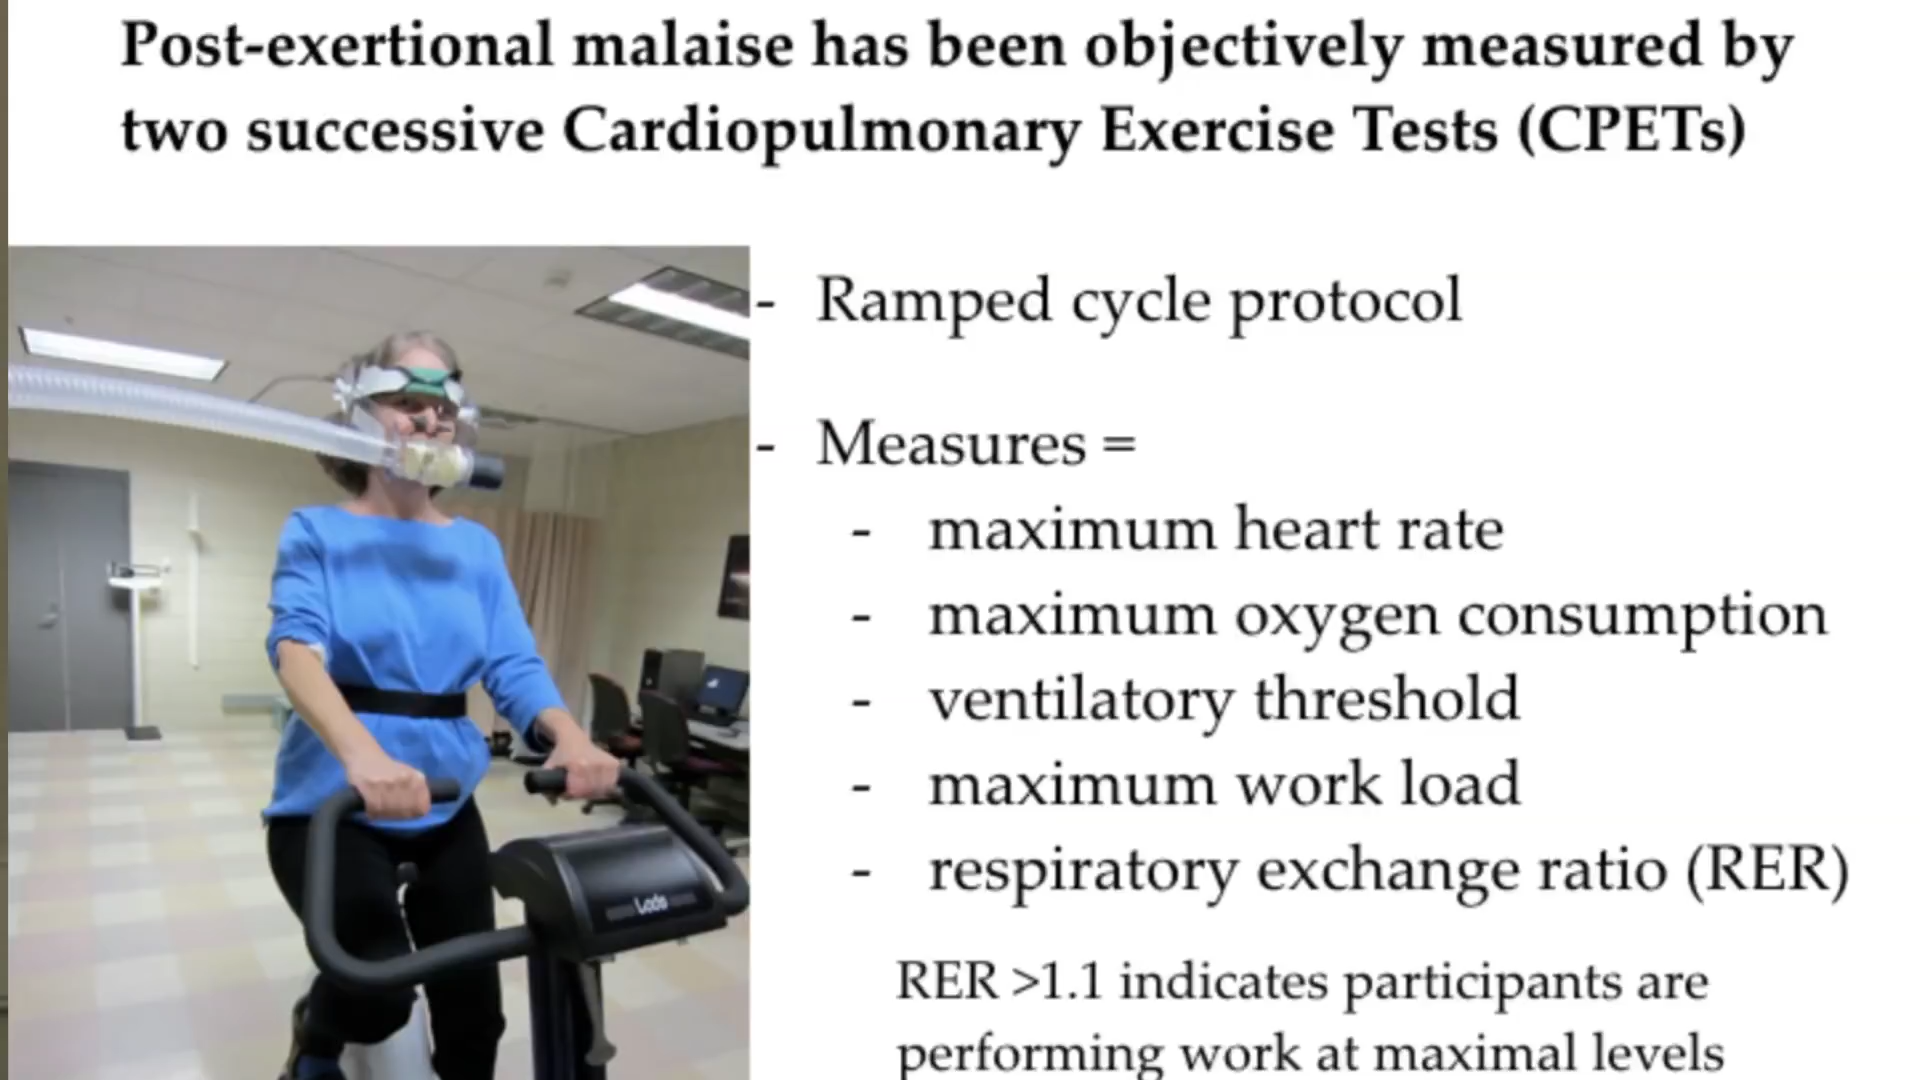 Post-exertional malaise has been objectively measured by
two successive Cardiopulmonary Exercise Tests (CPETs)
- Ramped cycle protocol
- Measures =
- maximum heart rate
- maximum oxygen consumption
- ventilatory threshold
- maximum work load
- respiratory exchange ratio (RER)
RER >1.1 indicates participants are
performing work at maximal levels
Lode